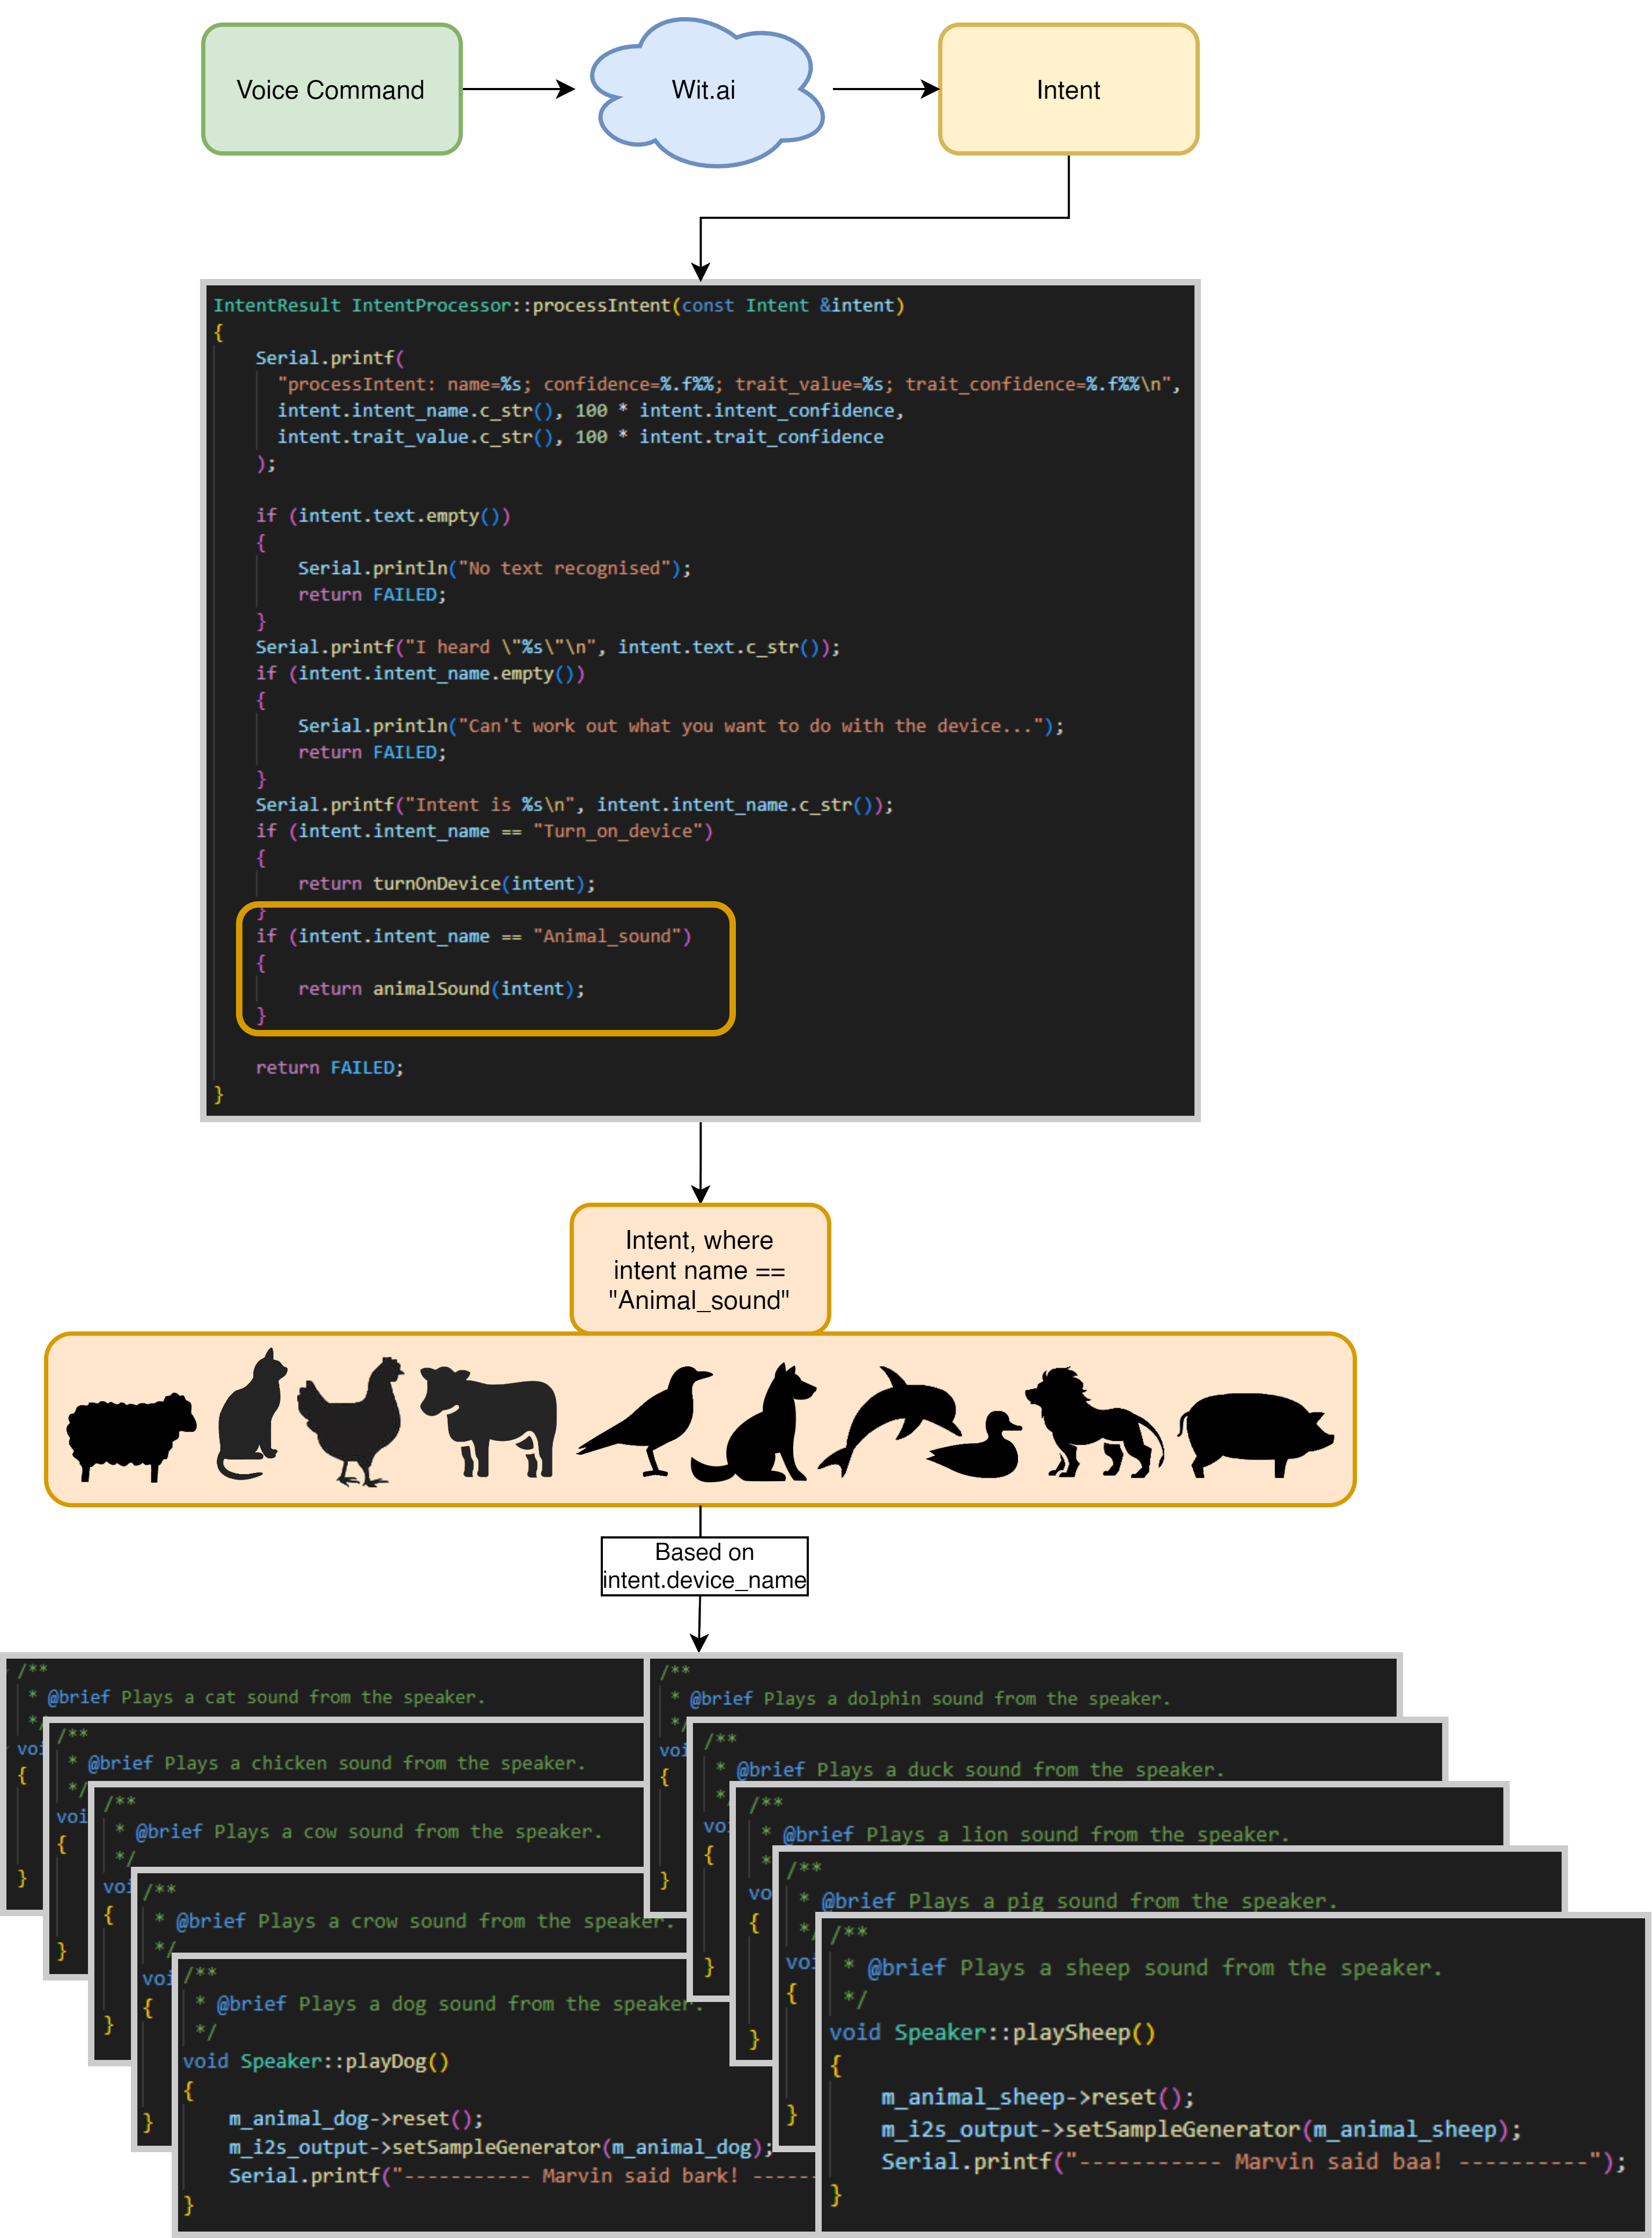 Voice Command
Wit.ai
Intent
IntentResult IntentProcessor::processIntent(const Intent &intent)
{
Serial.printf(
"processIntent: name=%s; confidence=%.f%%; trait_value=%s; trait_confidence=%.f%%\n",
intent.intent_name.c_str(), 100 * intent.intent_confidence,
intent.trait_value.c_str(), 100 * intent.trait_confidence
);
if (intent.text.empty())
{
Serial.println("No text recognised");
return FAILED;
}
Serial.printf("I heard \"%s\"\n", intent.text.c_str());
if (intent.intent_name.empty())
{
Serial.println("Can't work out what you want to do with the device...");
return FAILED;
}
Serial.printf("Intent is %s\n", intent.intent_name.c_str());
if (intent.intent_name == "Turn_on_device")
{
return turnOnDevice(intent);
}
if (intent.intent_name == "Animal_sound")
{
return animalSound(intent);
}
return FAILED;
}
Intent, where
intent name ==
"Animal_sound"
Based on
intent.device_name
/**
* @brief Plays a cat sound from the speaker.
*/
voi
{
}
/**
* @brief Plays a chicken sound from the speaker.
*/
voi
{
}
/**
* @brief Plays a cow sound from the speaker.
*/
voi
{
}
/**
* @brief Plays a crow sound from the speaker.
*/
voi
{
}
/**
* @brief Plays a dog sound from the speaker.
*/
void Speaker::playDog()
{
m_animal_dog->reset();
m_i2s_output->setSampleGenerator(m_animal_dog);
Serial.printf("----------- Marvin said bark! ------
}
/**
* @brief Plays a dolphin sound from the speaker.
*/
voi
{
}
/**
* @brief Plays a duck sound from the speaker.
*
vo
{
}
/**
* @brief Plays a lion sound from the speaker.
*
vo
{
}
/**
* @brief Plays a pig sound from the speaker.
*/
vo
{
}
/**
* @brief Plays a sheep sound from the speaker.
*/
void Speaker::playSheep()
{
m_animal_sheep->reset();
m_i2s_output->setSampleGenerator(m_animal_sheep);
Serial.printf("----------- Marvin said baa! ----------");
}